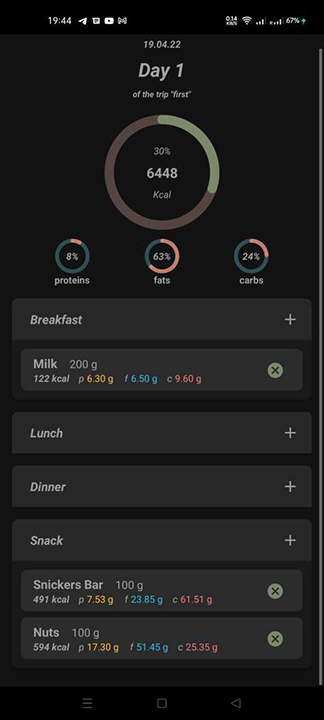 19:44
0.14 KB/S 67%
19.04.22
Day 1
of the trip "first"
30%
6448
Kcal
8% 63% 24%
proteins fats carbs
Breakfast +
Milk 200 g
122 kcal p 6.30 g f 6.50 g c 9.60 g
Lunch +
Dinner +
Snack +
Snickers Bar 100 g
491 kcal p 7.53 g f 23.85 g c 61.51 g
Nuts 100 g
594 kcal p 17.30 g f 51.45 g c 25.35 g